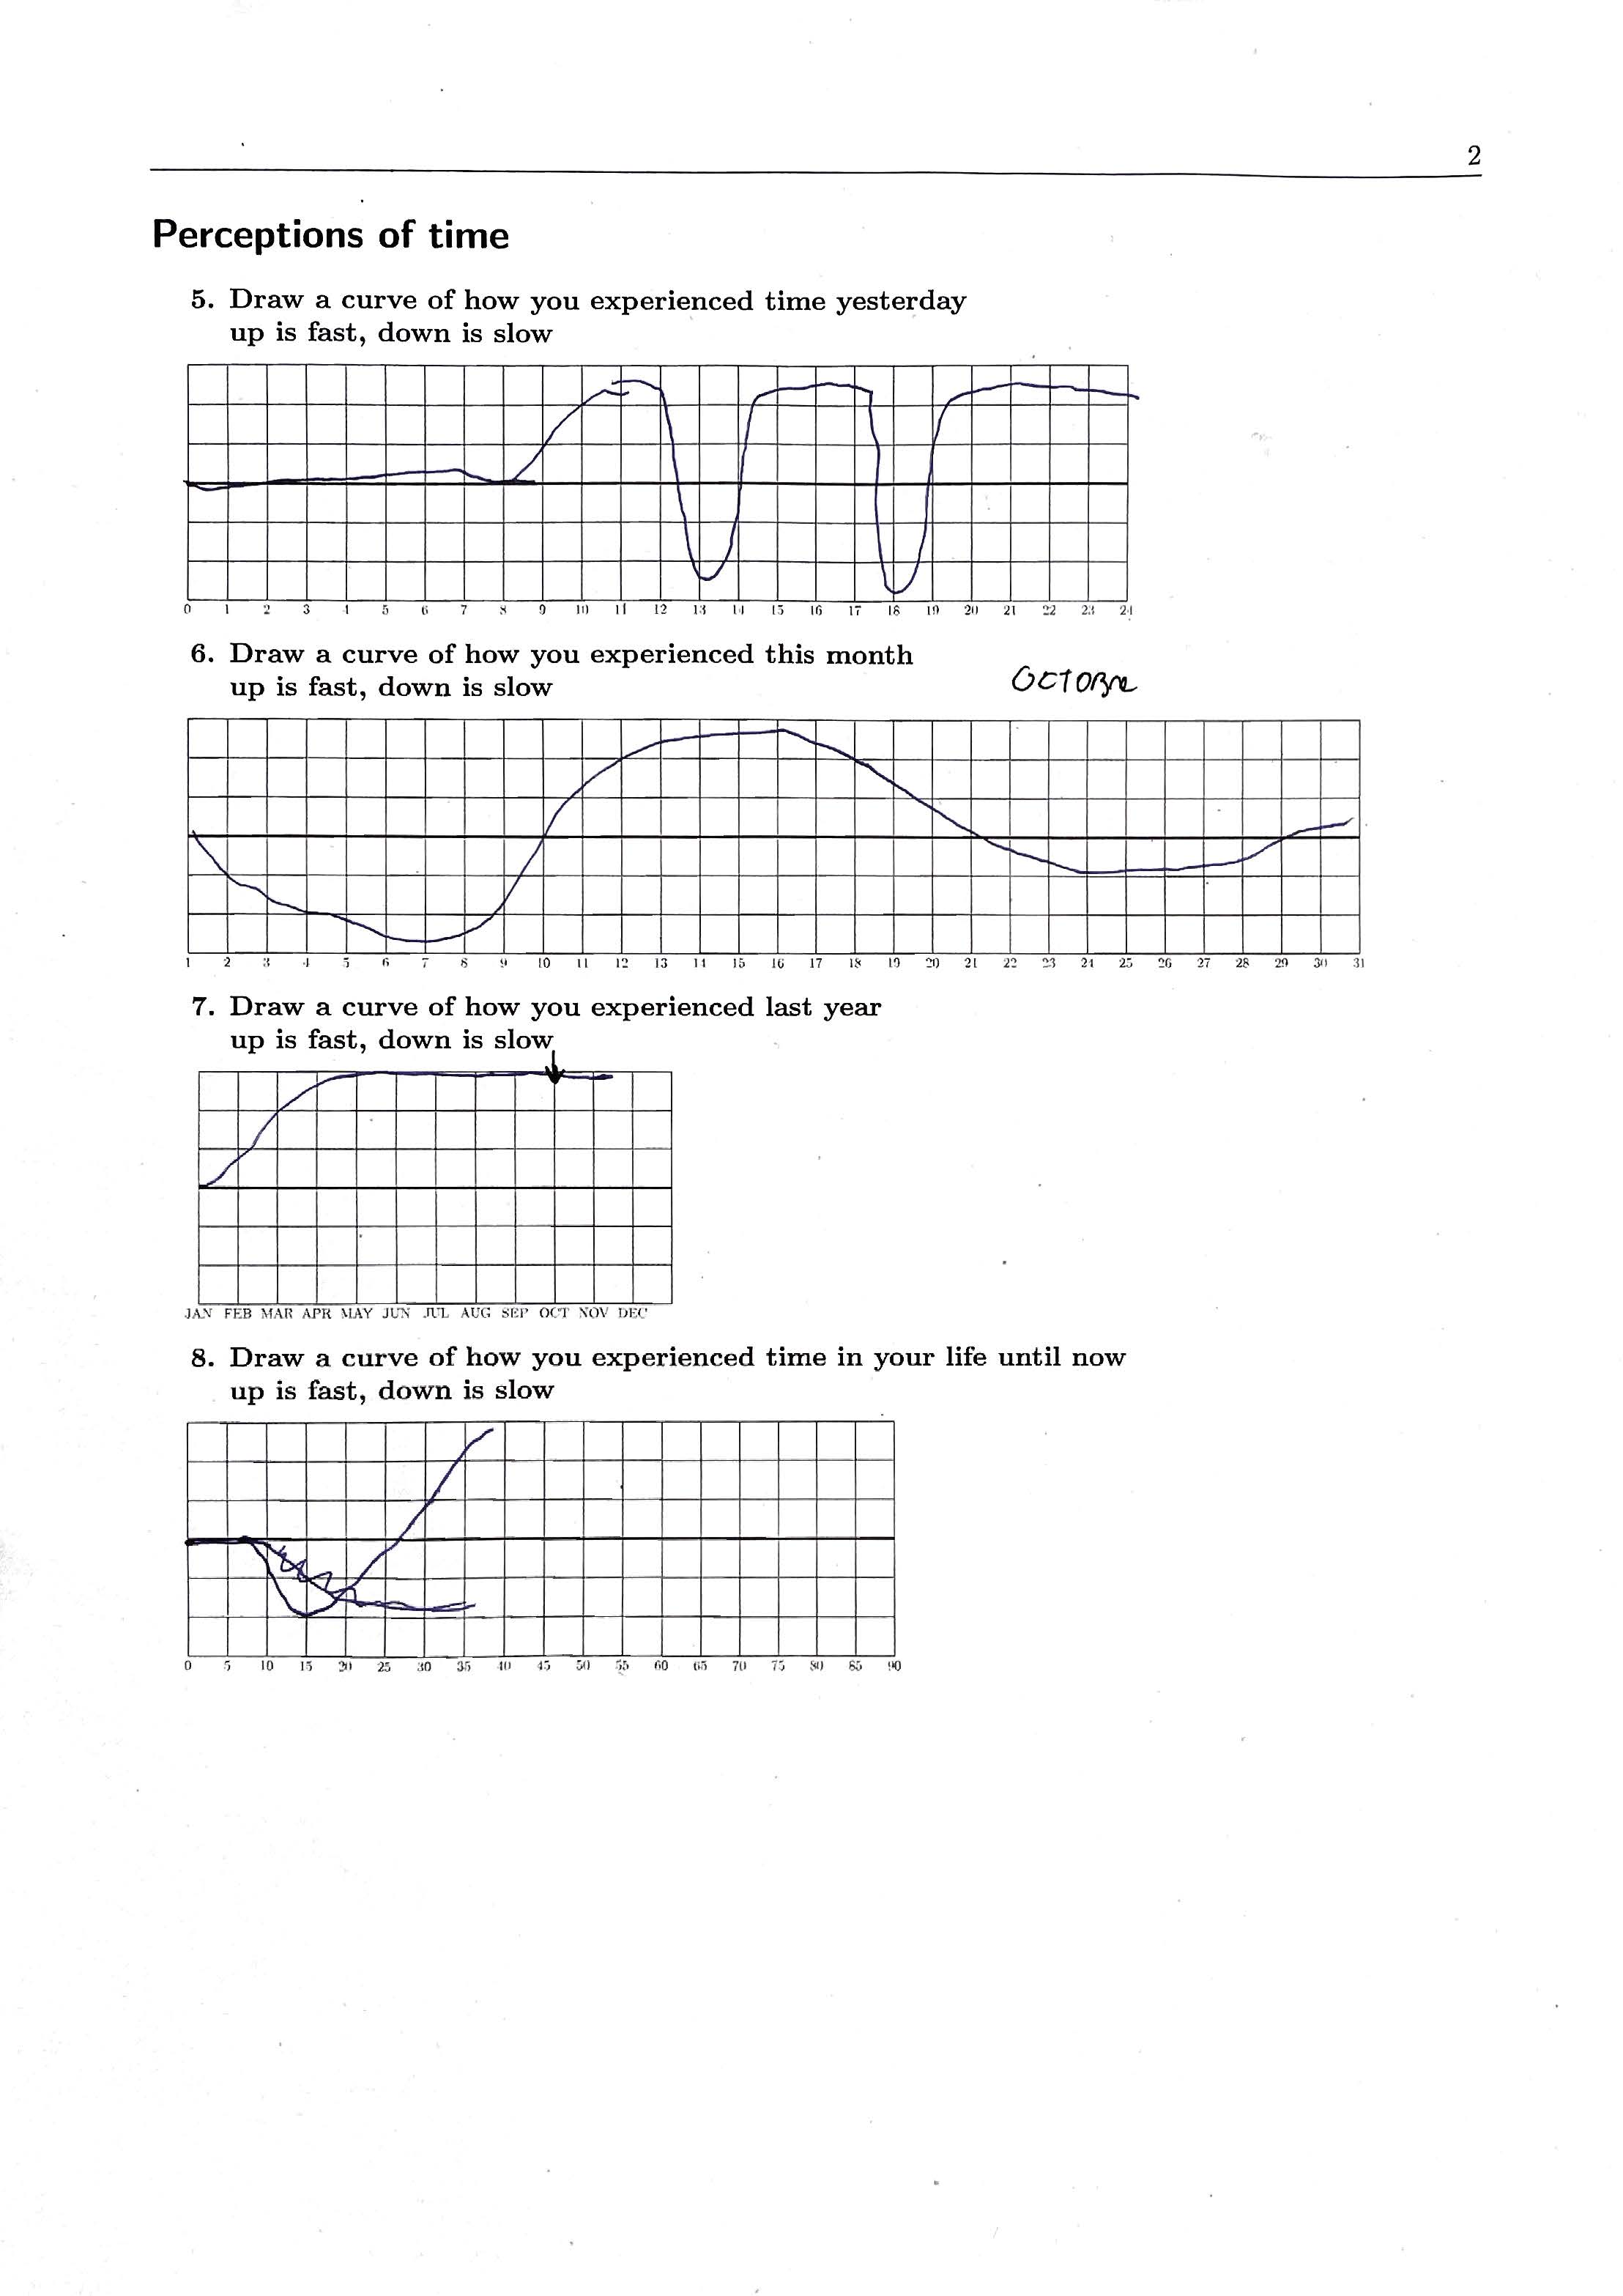 2
Perceptions of time
5. Draw a curve of how you experienced time yesterday
up is fast, down is slow
0 1 2 3 4 5 6 7 8 9 10 11 12 13 14 15 16 17 18 19 20 21 22 23 24
6. Draw a curve of how you experienced this month
OCTOBRE
up is fast, down is slow
1 2 3 4 5 6 7 8 9 10 11 12 13 14 15 16 17 18 19 20 21 22 23 24 25 26 27 28 29 30 31
7. Draw a curve of how you experienced last year
up is fast, down is slow
JAN FEB MAR APR MAY JUN JUL AUG SEP OCT NOV DEC
8. Draw a curve of how you experienced time in your life until now
up is fast, down is slow
0 5 10 15 20 25 30 35 40 45 50 55 60 65 70 75 80 85 90